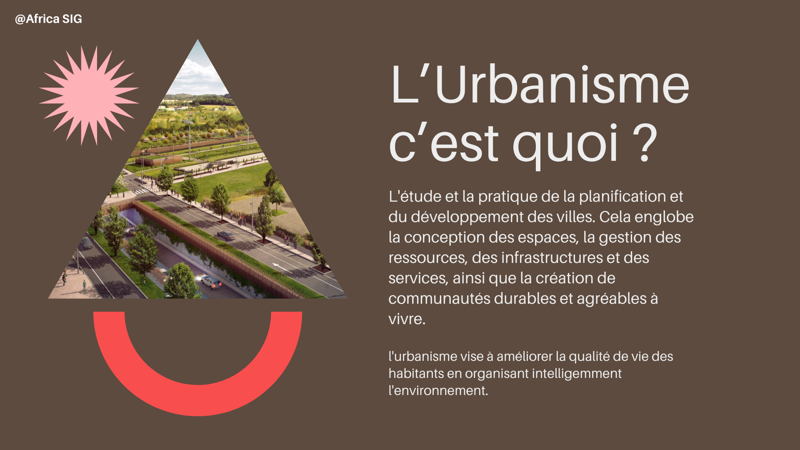 @Africa SIG
L’Urbanisme
c’est quoi ?
L'étude et la pratique de la planification et
du développement des villes. Cela englobe
la conception des espaces, la gestion des
ressources, des infrastructures et des
services, ainsi que la création de
communautés durables et agréables à
vivre.
l'urbanisme vise à améliorer la qualité de vie des
habitants en organisant intelligemment
l'environnement.